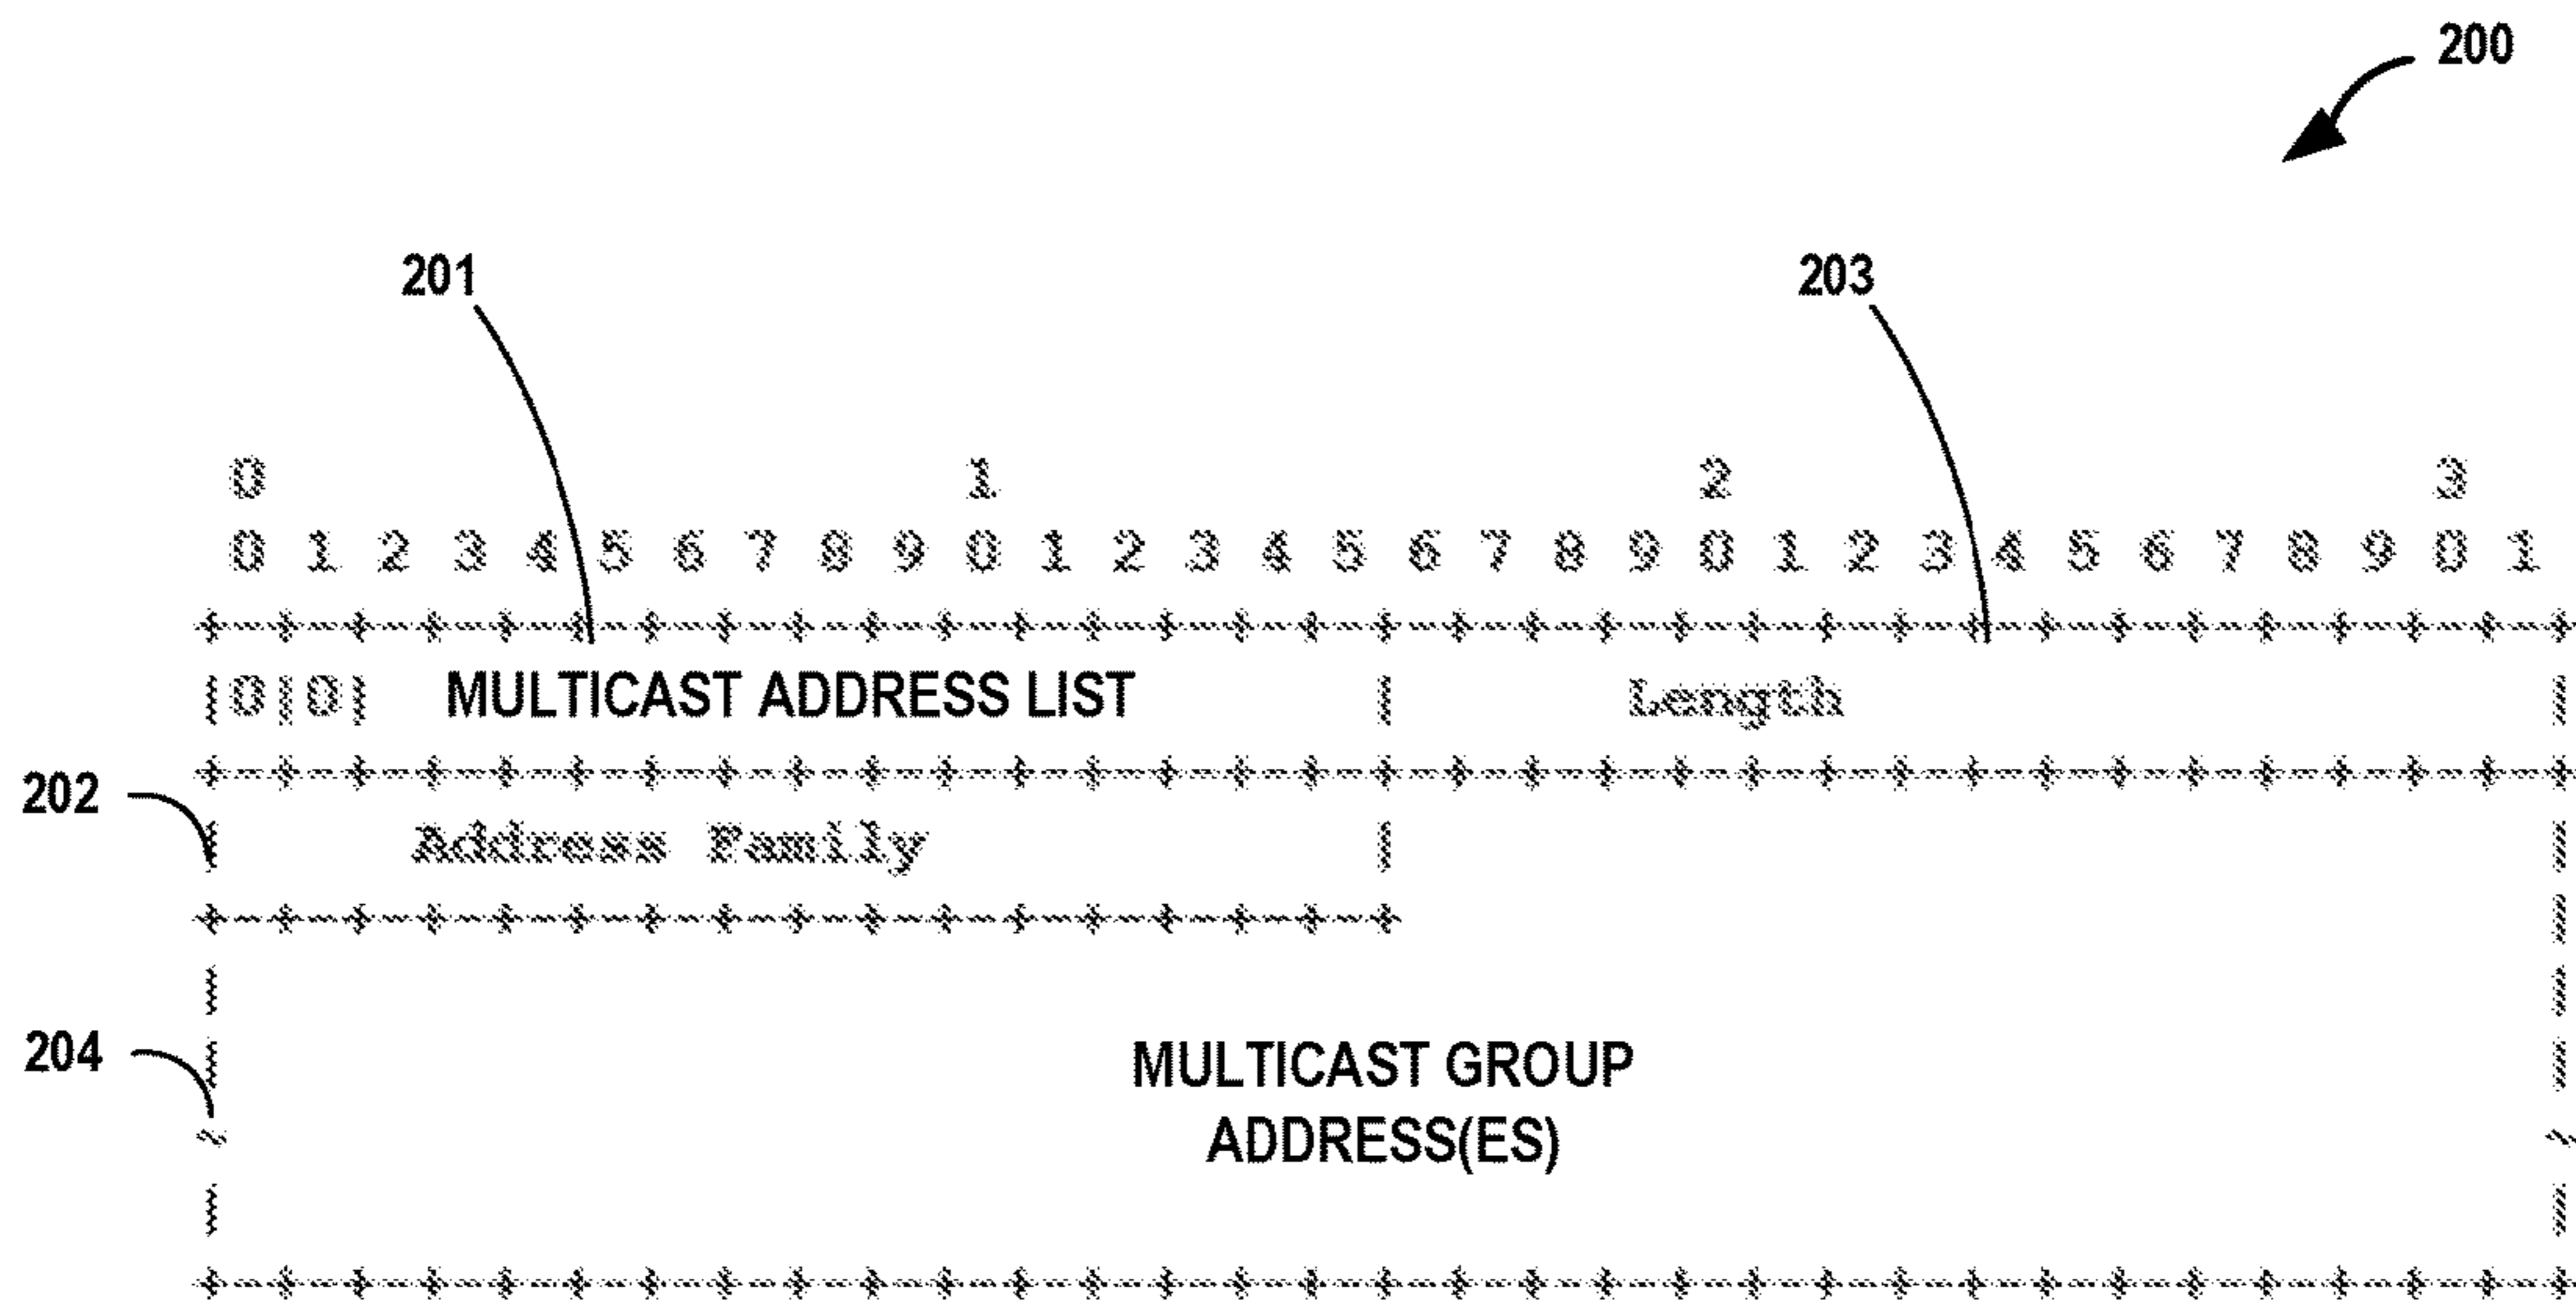 200
201 203
0 1 2 3
0 1 2 3 4 5 6 7 8 9 0 1 2 3 4 5 6 7 8 9 0 1 2 3 4 5 6 7 8 9 0 1
+-+-+-+-+-+-+-+-+-+-+-+-+-+-+-+-+-+-+-+-+-+-+-+-+-+-+-+-+-+-+-+-+
|0|0| MULTICAST ADDRESS LIST | Length |
202 +-+-+-+-+-+-+-+-+-+-+-+-+-+-+-+-+-+-+-+-+-+-+-+-+-+-+-+-+-+-+-+-+
| Address Family | |
+-+-+-+-+-+-+-+-+-+-+-+-+-+-+-+-+ |
| |
204 | MULTICAST GROUP |
~ ADDRESS(ES) ~
| |
+-+-+-+-+-+-+-+-+-+-+-+-+-+-+-+-+-+-+-+-+-+-+-+-+-+-+-+-+-+-+-+-+